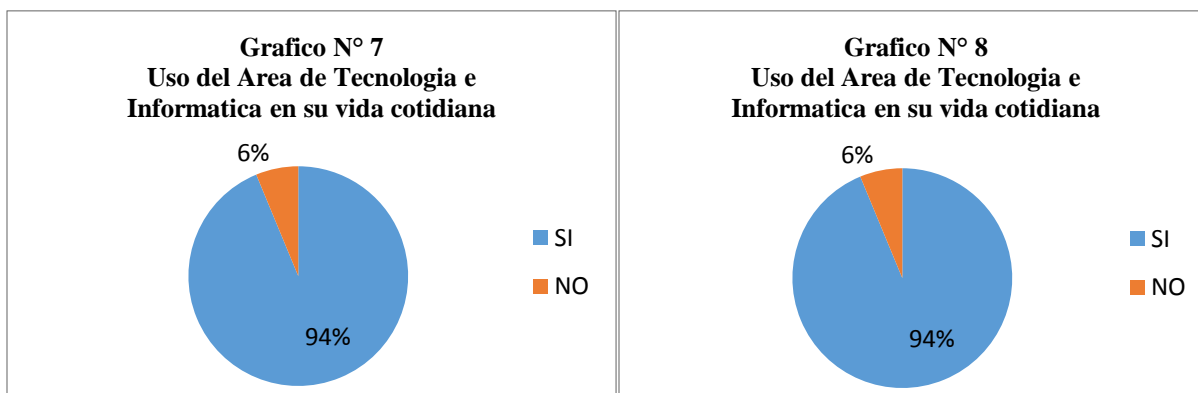 Grafico N° 7
Uso del Area de Tecnologia e
Informatica en su vida cotidiana
6%
94%
SI
NO
Grafico N° 8
Uso del Area de Tecnologia e
Informatica en su vida cotidiana
6%
94%
SI
NO